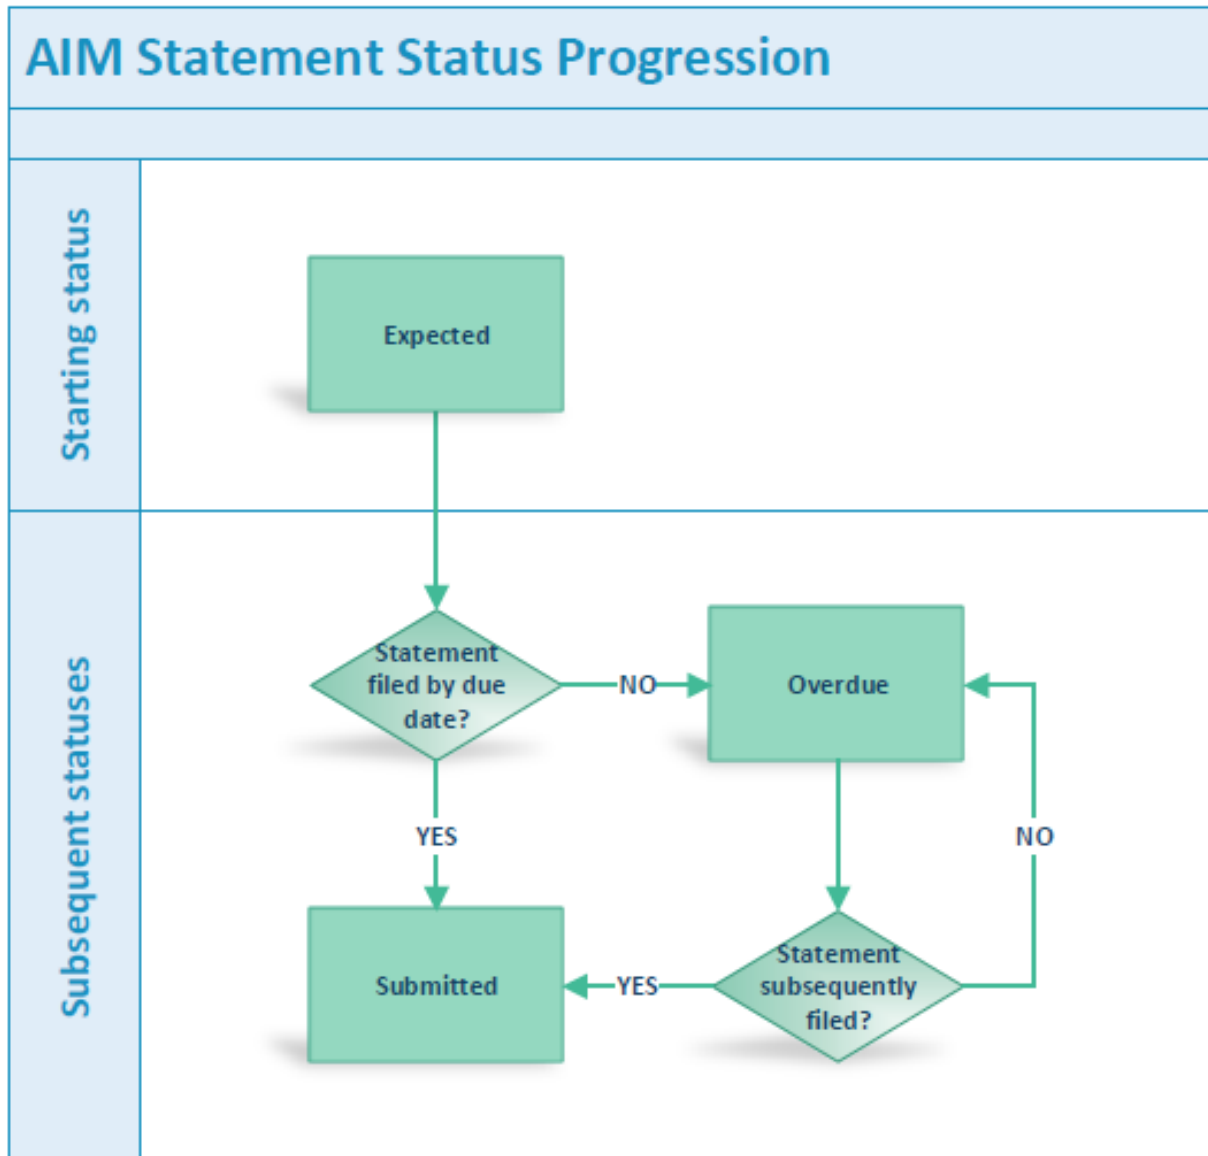 AIM Statement Status Progression
Starting status
Expected
Subsequent statuses
Statement
filed by due
date?
NO
Overdue
YES
NO
Submitted
YES
Statement
subsequently
filed?